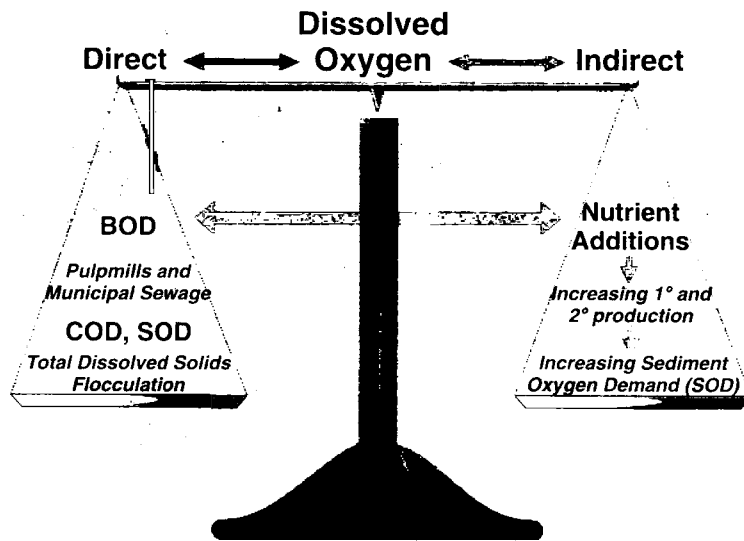 Dissolved
Direct Oxygen Indirect
BOD
Pulpmills and
Municipal Sewage
COD, SOD
Total Dissolved Solids
Flocculation
Nutrient
Additions
Increasing 1° and
2° production
Increasing Sediment
Oxygen Demand (SOD)